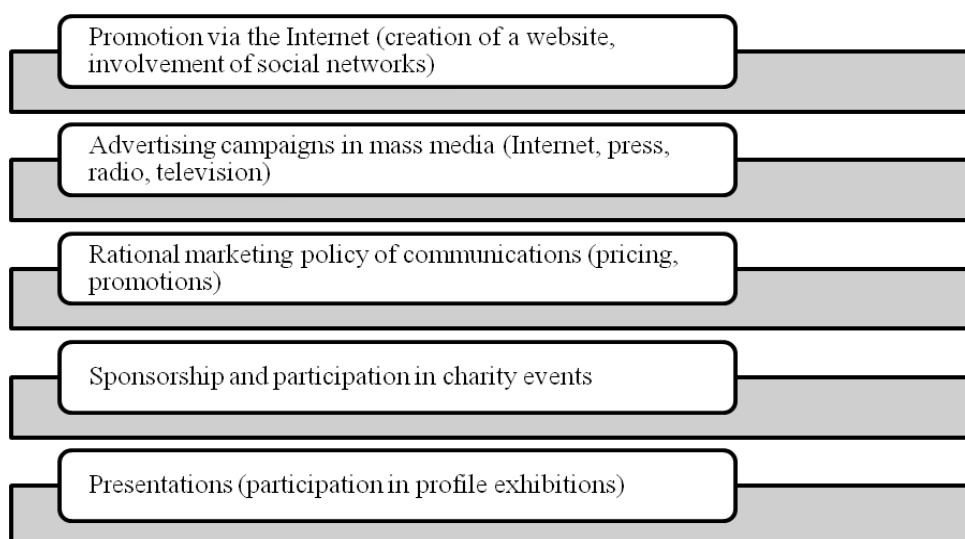 Promotion via the Internet (creation of a website,
involvement of social networks)
Advertising campaigns in mass media (Internet, press,
radio, television)
Rational marketing policy of communications (pricing,
promotions)
Sponsorship and participation in charity events
Presentations (participation in profile exhibitions)